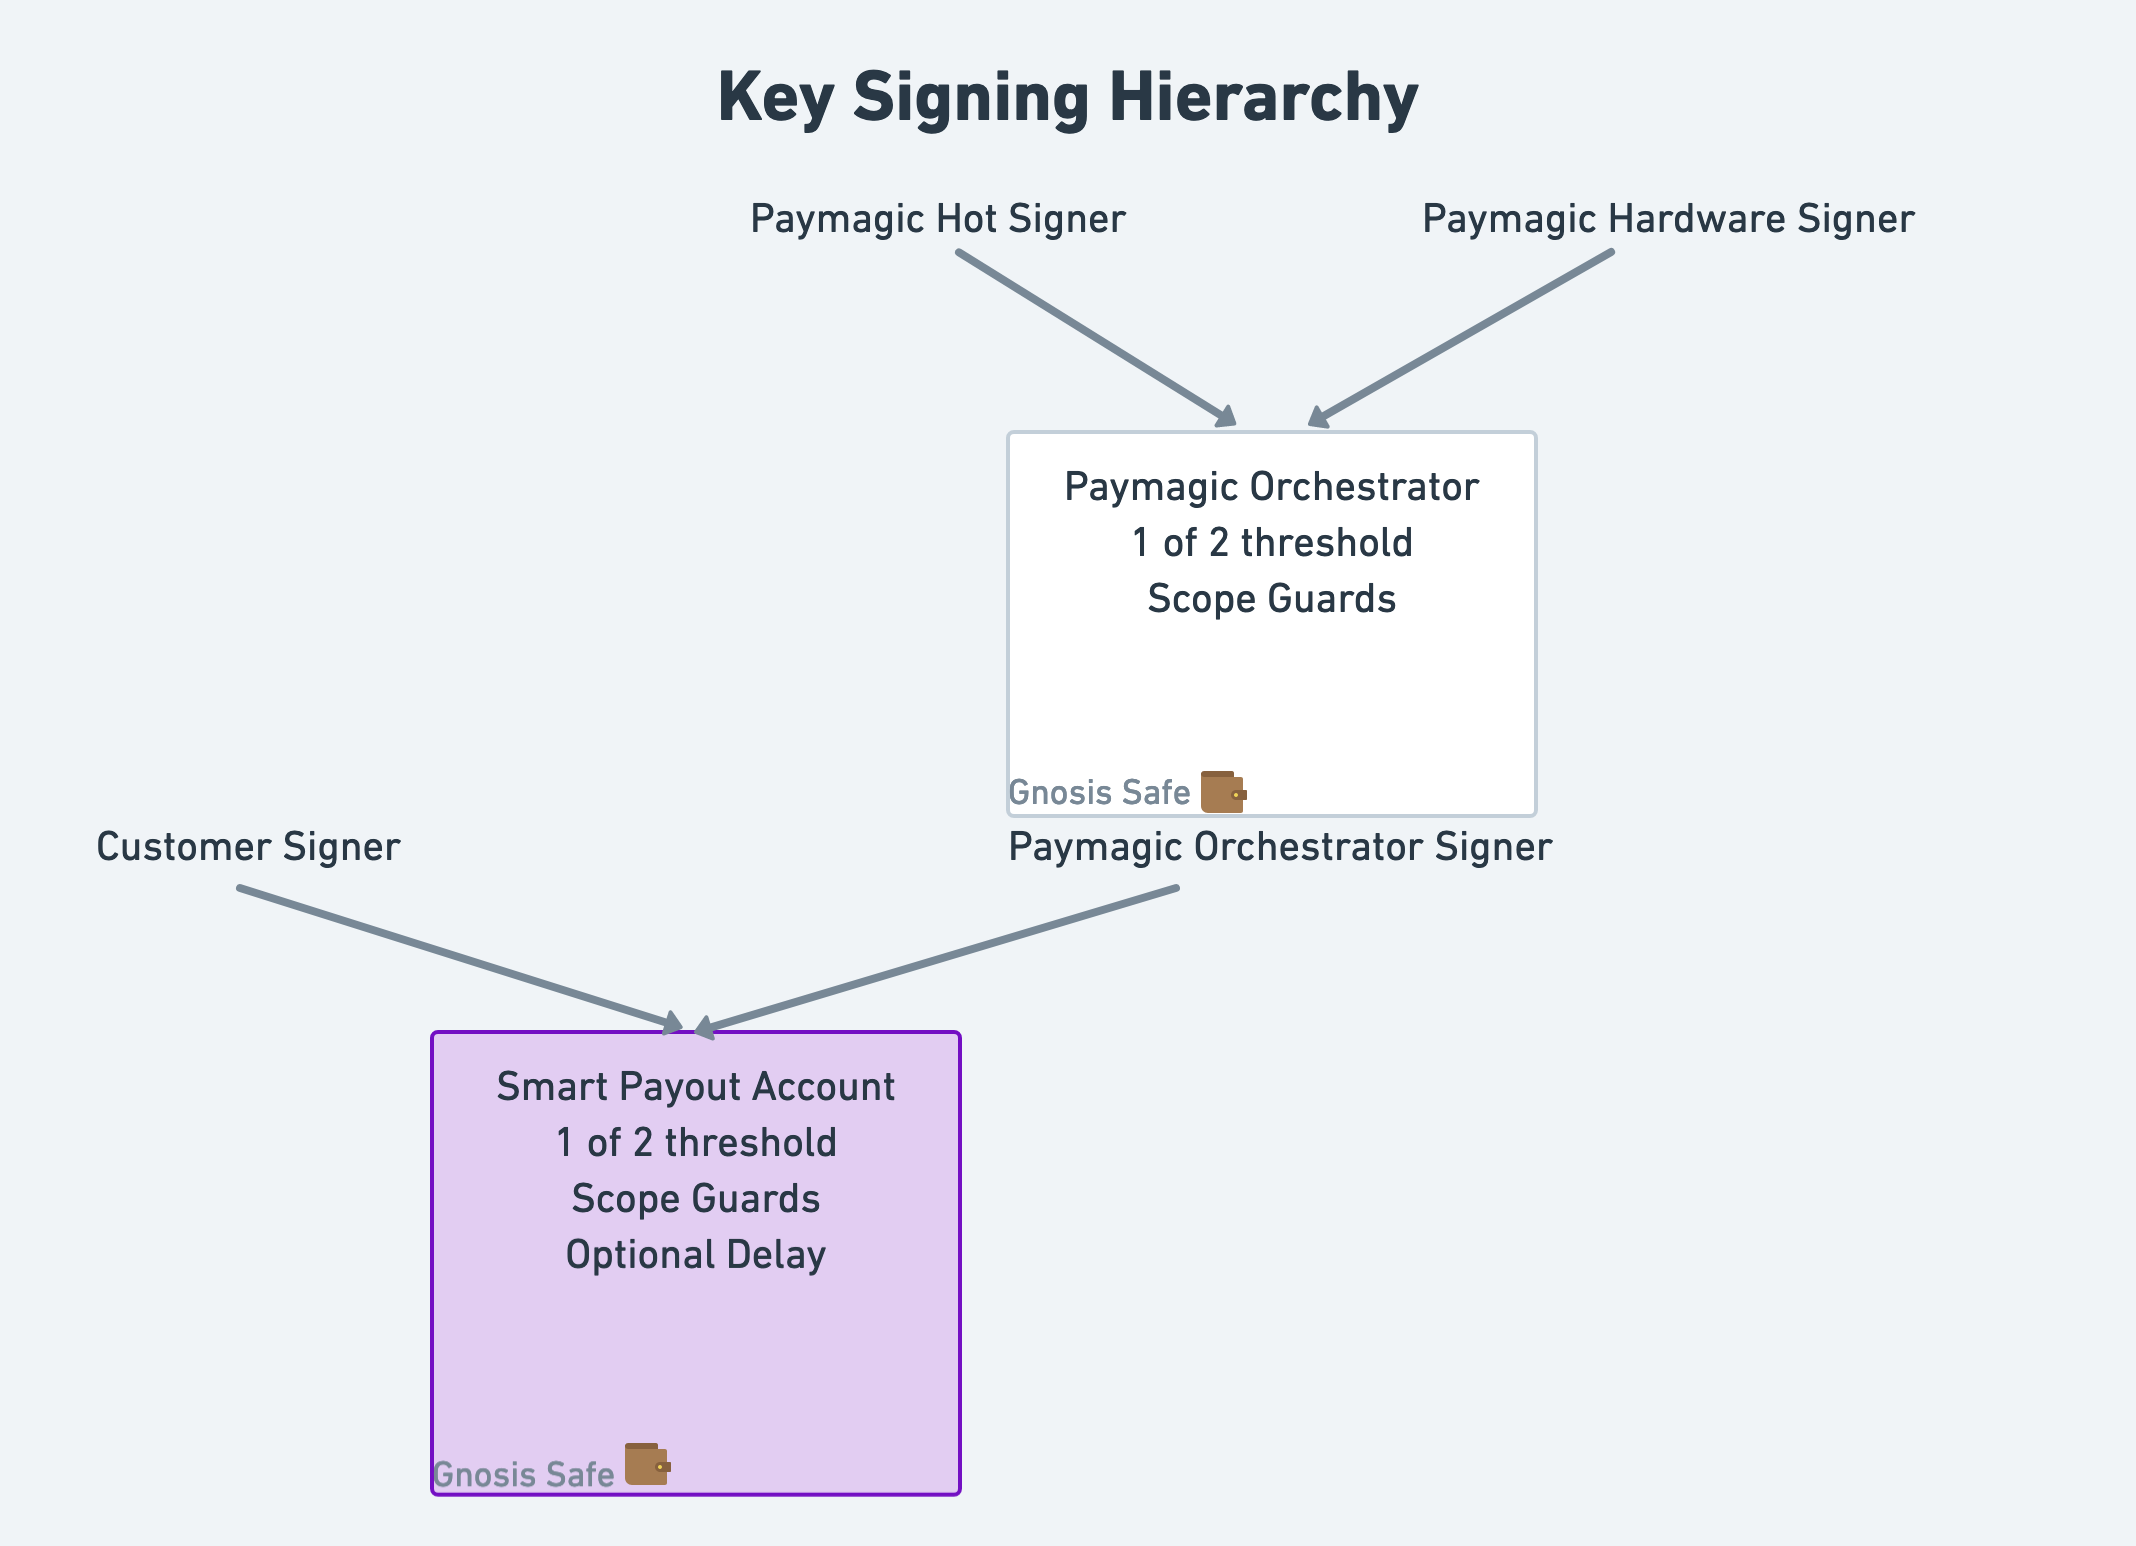 Key Signing Hierarchy
Paymagic Hot Signer
Paymagic Hardware Signer
Paymagic Orchestrator
1 of 2 threshold
Scope Guards
Gnosis Safe
Customer Signer
Paymagic Orchestrator Signer
Smart Payout Account
1 of 2 threshold
Scope Guards
Optional Delay
Gnosis Safe